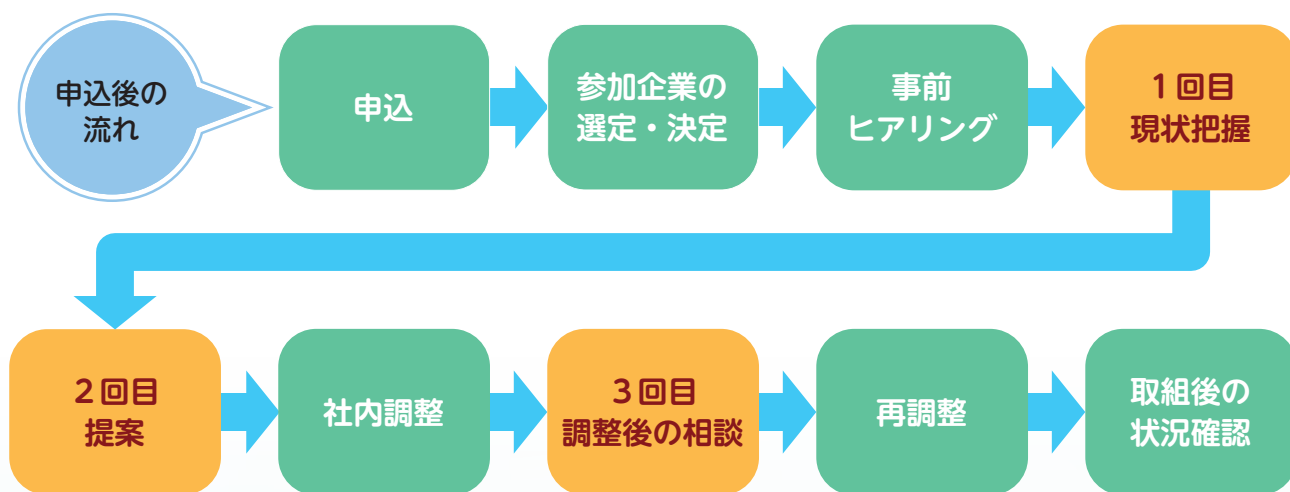 申込後の
流れ
申込
参加企業の
選定・決定
事前
ヒアリング
1回目
現状把握
2回目
提案
社内調整
3回目
調整後の相談
再調整
取組後の
状況確認